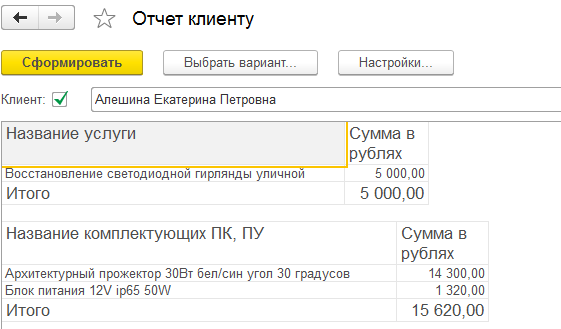 Отчет клиенту
Сформировать Выбрать вариант... Настройки...
Клиент: Алешина Екатерина Петровна
Название услуги Сумма в
рублях
Восстановление светодиодной гирлянды уличной 5 000,00
Итого 5 000,00
Название комплектующих ПК, ПУ Сумма в
рублях
Архитектурный прожектор 30Вт бел/син угол 30 градусов 14 300,00
Блок питания 12V ip65 50W 1 320,00
Итого 15 620,00